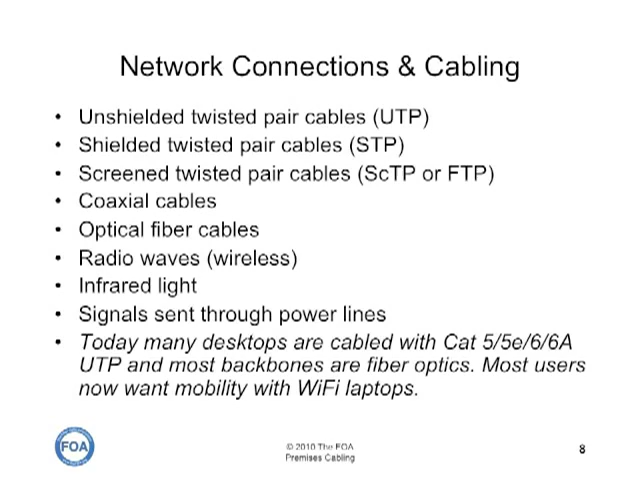 Network Connections & Cabling
• Unshielded twisted pair cables (UTP)
• Shielded twisted pair cables (STP)
• Screened twisted pair cables (ScTP or FTP)
• Coaxial cables
• Optical fiber cables
• Radio waves (wireless)
• Infrared light
• Signals sent through power lines
• Today many desktops are cabled with Cat 5/5e/6/6A
UTP and most backbones are fiber optics. Most users
now want mobility with WiFi laptops.
FOA
© 2010 The FOA
Premises Cabling
8